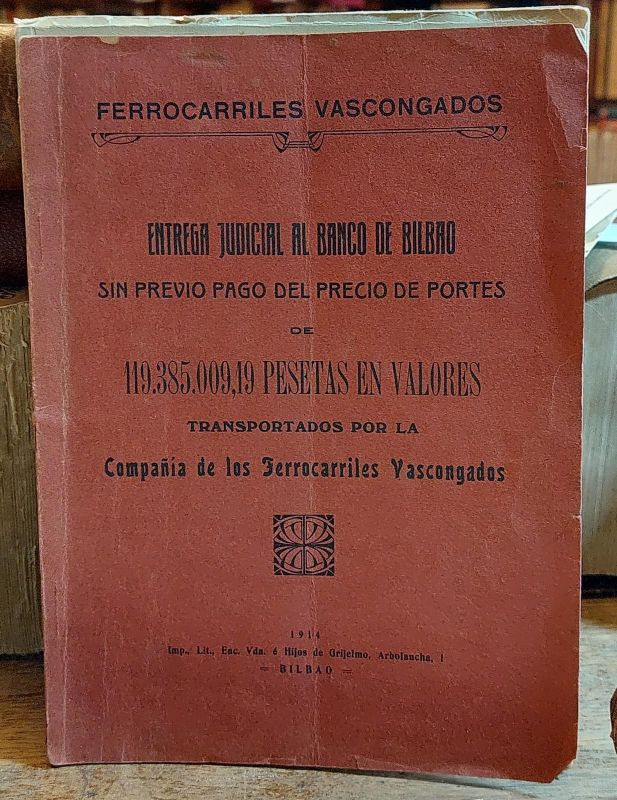 FERROCARRILES VASCONGADOS
ENTREGA JUDICIAL AL BANCO DE BILBAO
SIN PREVIO PAGO DEL PRECIO DE PORTES
DE
119.385.009,19 PESETAS EN VALORES
TRANSPORTADOS POR LA
Compañía de los Ferrocarriles Vascongados
1914
Imp., Lit., Enc. Vda. é Hijos de Grijelmo, Arbolancha, 1
= BILBAO =